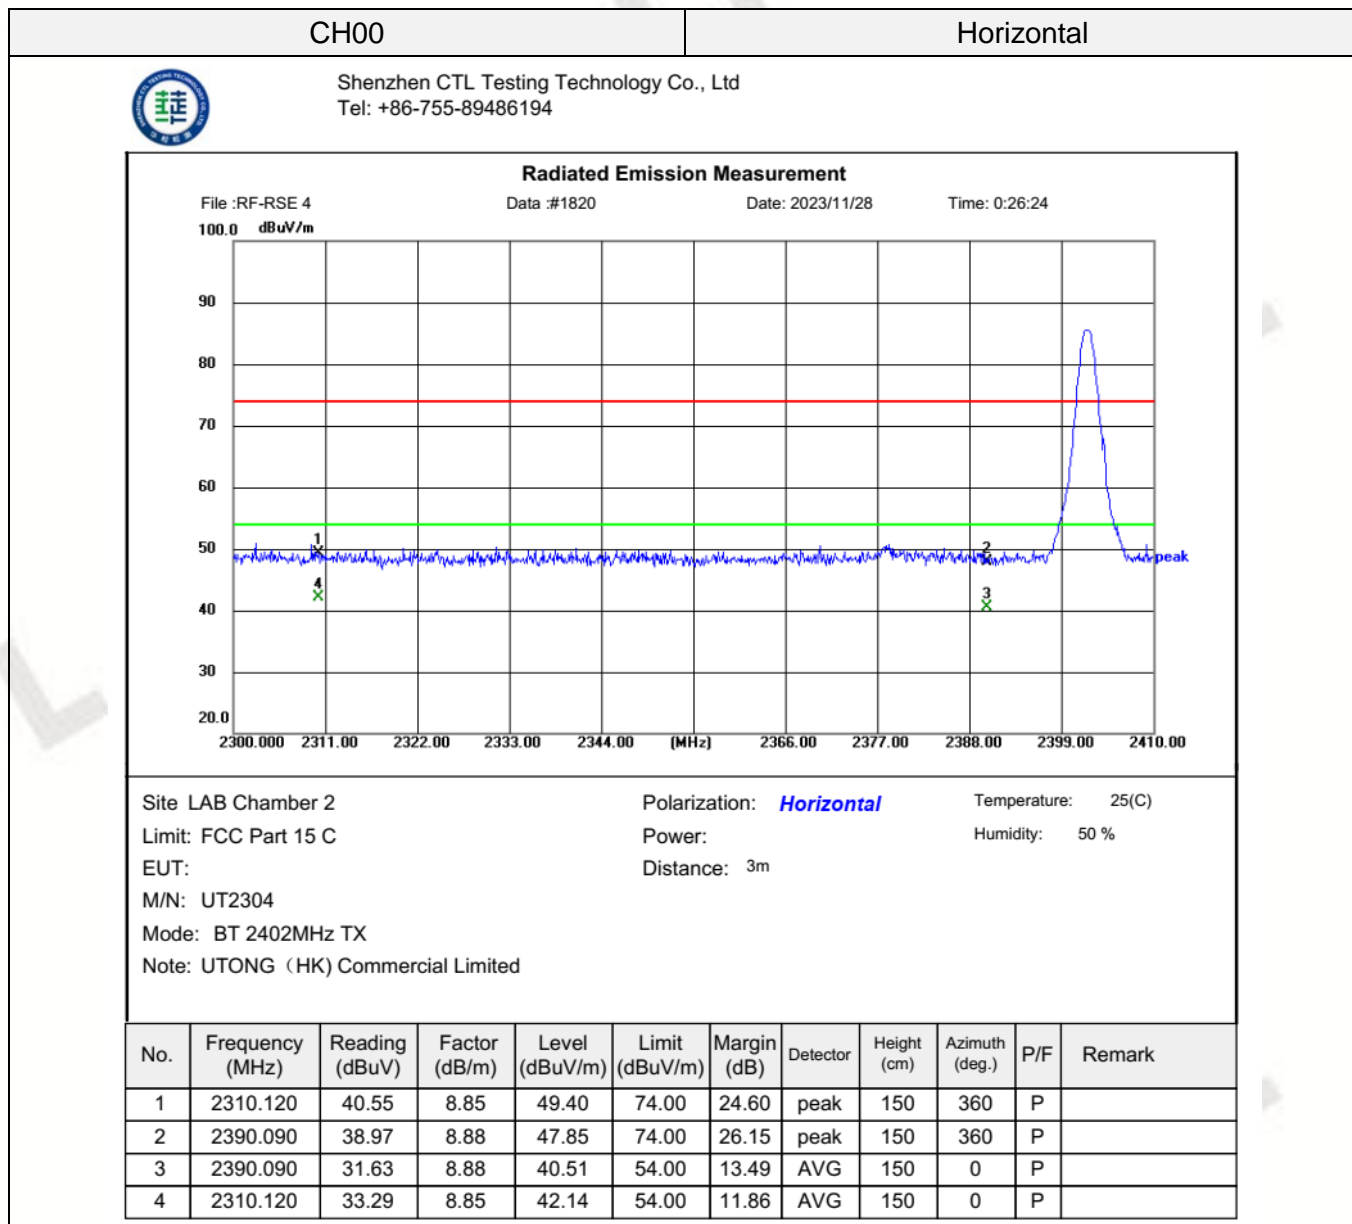 CH00 Horizontal
Shenzhen CTL Testing Technology Co., Ltd
Tel: +86-755-89486194
Radiated Emission Measurement
File :RF-RSE 4 Data :#1820 Date: 2023/11/28 Time: 0:26:24
100.0 dBuV/m
90
80
70
60
50
40
30
20.0
1
4
2
3
peak
2300.000 2311.00 2322.00 2333.00 2344.00 (MHz) 2366.00 2377.00 2388.00 2399.00 2410.00
Site LAB Chamber 2 Polarization: Horizontal Temperature: 25(C)
Limit: FCC Part 15 C Power: Humidity: 50 %
EUT: Distance: 3m
M/N: UT2304
Mode: BT 2402MHz TX
Note: UTONG（HK) Commercial Limited
No. Frequency (MHz) Reading (dBuV) Factor (dB/m) Level (dBuV/m) Limit (dBuV/m) Margin (dB) Detector Height (cm) Azimuth (deg.) P/F Remark
1 2310.120 40.55 8.85 49.40 74.00 24.60 peak 150 360 P
2 2390.090 38.97 8.88 47.85 74.00 26.15 peak 150 360 P
3 2390.090 31.63 8.88 40.51 54.00 13.49 AVG 150 0 P
4 2310.120 33.29 8.85 42.14 54.00 11.86 AVG 150 0 P